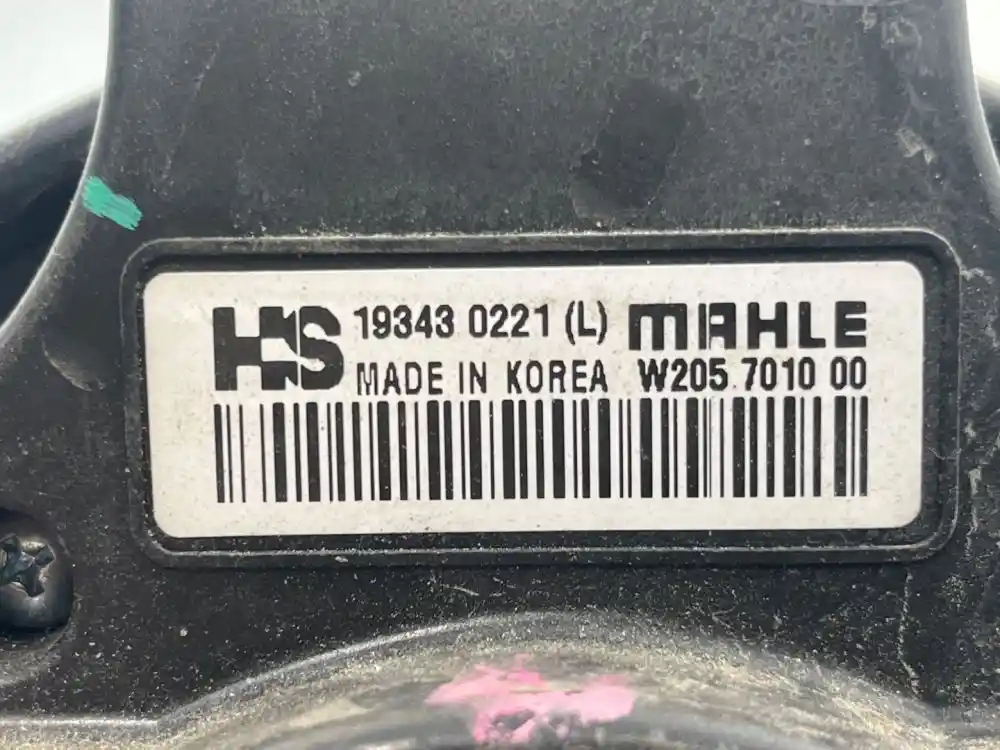 HS 19343 0221 (L) MAHLE
MADE IN KOREA W205 7010 00